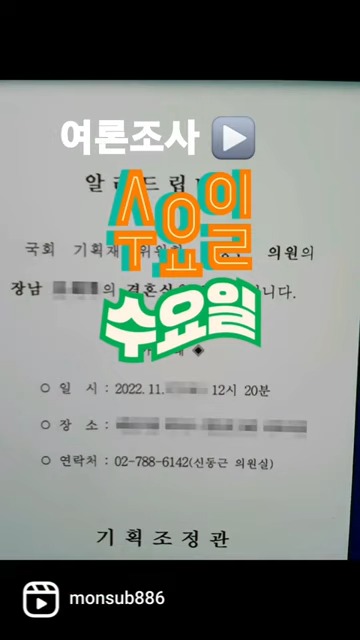 여론조사
알 드립
수요일
국회 기획재 위원회 의원의
장남 의 결혼식 니다.
수요일
○ 일 시 : 2022.11. 12시 20분
○ 장 소 :
○ 연락처 : 02-788-6142(신동근 의원실)
기획조정관
monsub886